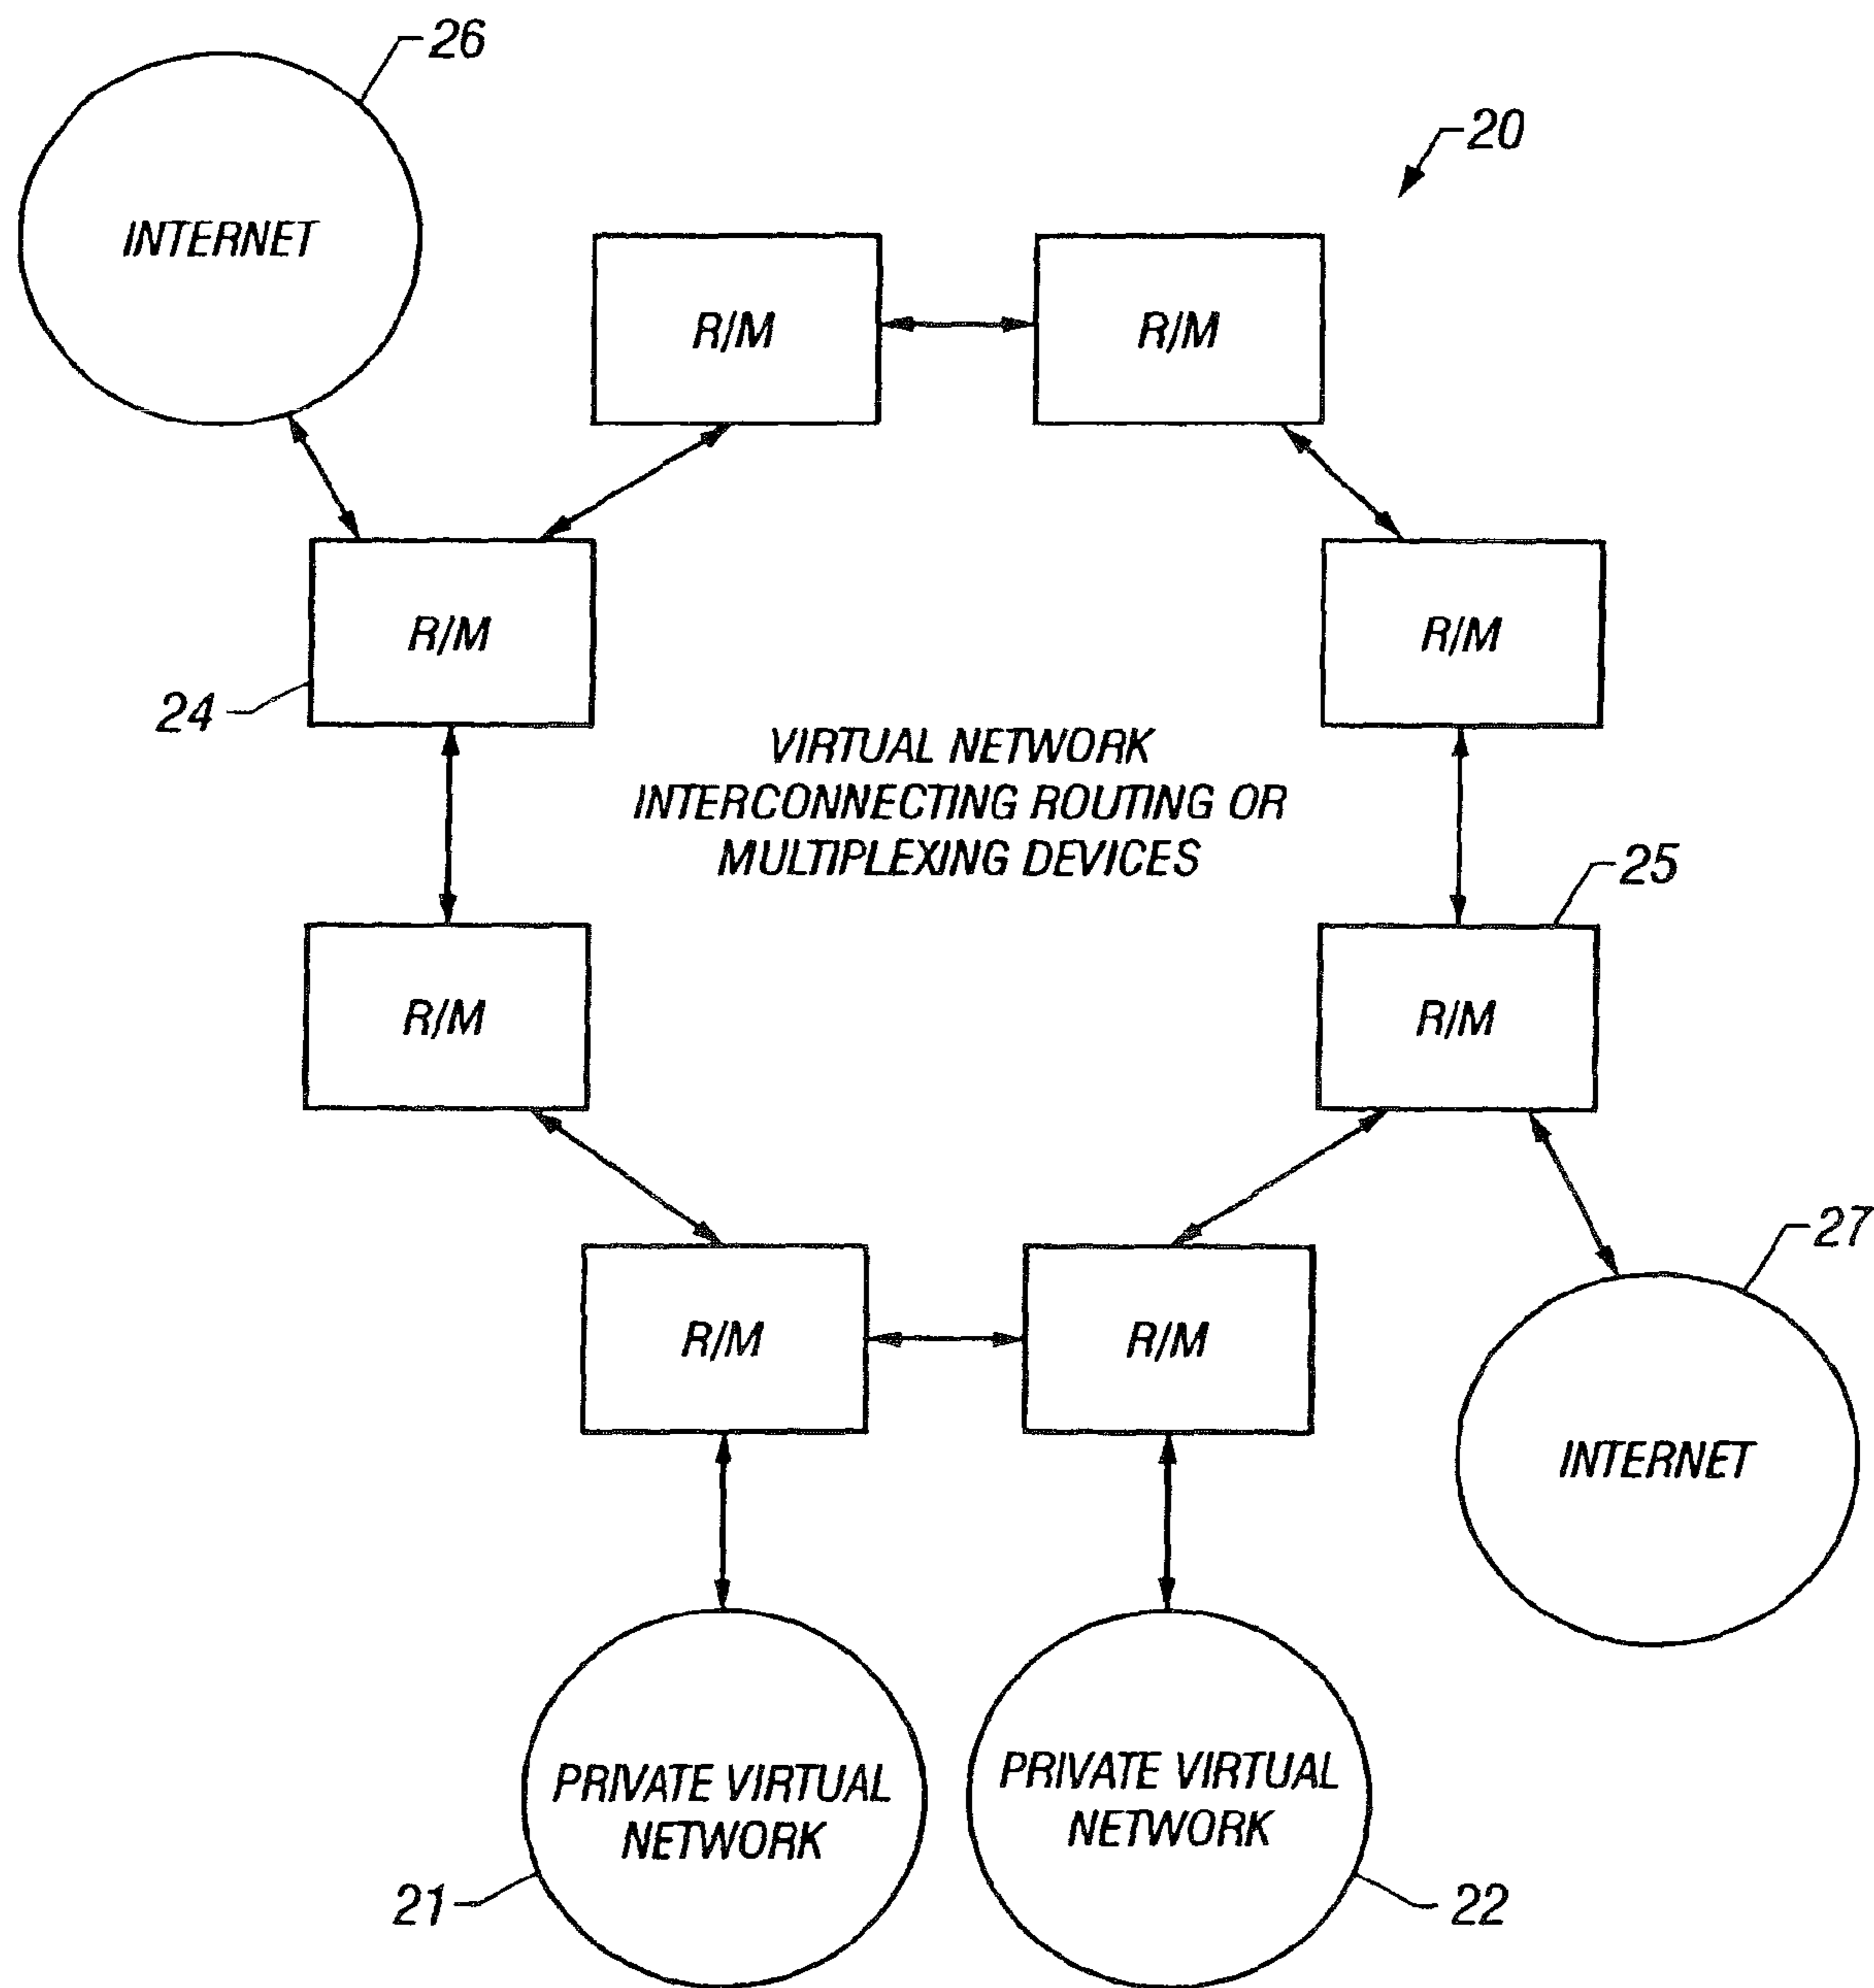 26
20
INTERNET
R/M
R/M
R/M
R/M
24
VIRTUAL NETWORK
INTERCONNECTING ROUTING OR
MULTIPLEXING DEVICES
25
R/M
R/M
27
R/M
R/M
INTERNET
PRIVATE VIRTUAL
NETWORK
PRIVATE VIRTUAL
NETWORK
21
22